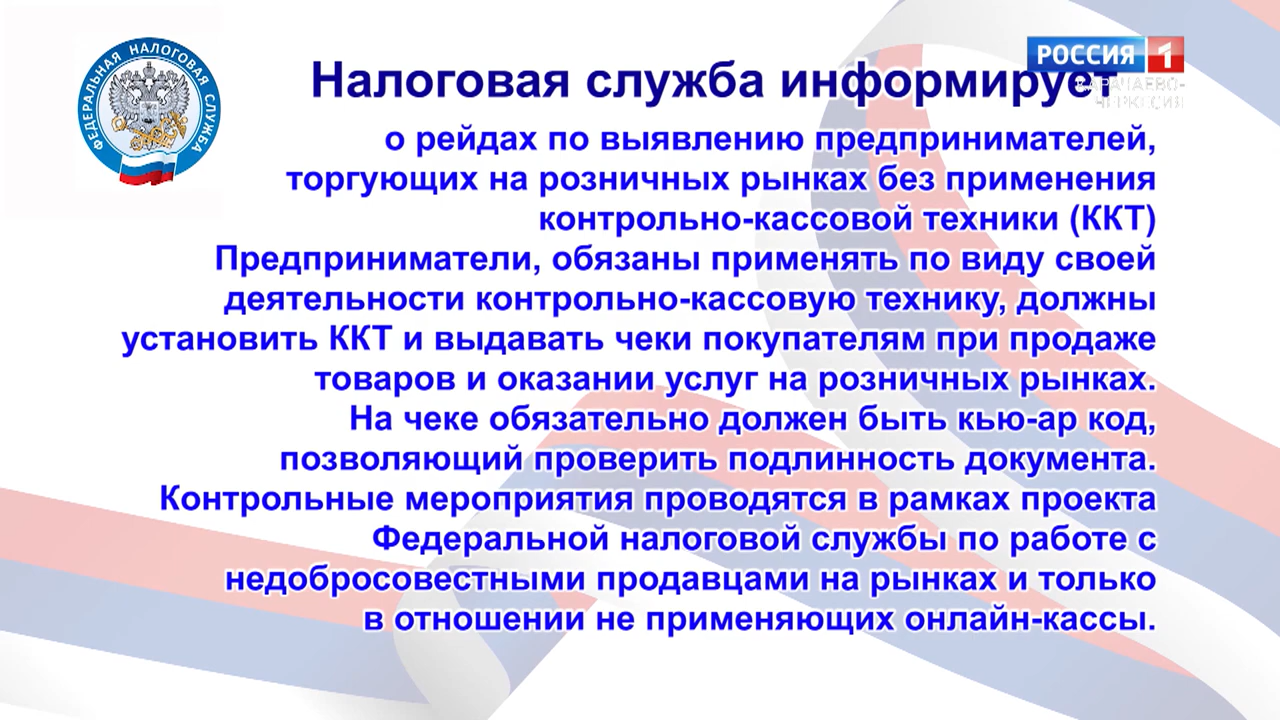 ФЕДЕРАЛЬНАЯ НАЛОГОВАЯ СЛУЖБА
РОССИЯ 1
КАРАЧАЕВО-
ЧЕРКЕСИЯ
Налоговая служба информирует
о рейдах по выявлению предпринимателей,
торгующих на розничных рынках без применения
контрольно-кассовой техники (ККТ)
Предприниматели, обязаны применять по виду своей
деятельности контрольно-кассовую технику, должны
установить ККТ и выдавать чеки покупателям при продаже
товаров и оказании услуг на розничных рынках.
На чеке обязательно должен быть кью-ар код,
позволяющий проверить подлинность документа.
Контрольные мероприятия проводятся в рамках проекта
Федеральной налоговой службы по работе с
недобросовестными продавцами на рынках и только
в отношении не применяющих онлайн-кассы.